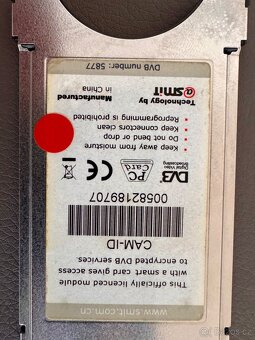 www.smit.com.cn
This officially licenced module
with a smart card gives access
to encrypted DVB services
CAM-ID
00582189707
DVB
Digital Video
Broadcasting
PC
Card
CE
• Keep away from moisture
• Do not bend or drop
• Keep connectors clean
• Reprogramming is prohibited
Technology by
@SMiT
Manufactured
in China
DVB number: 5877